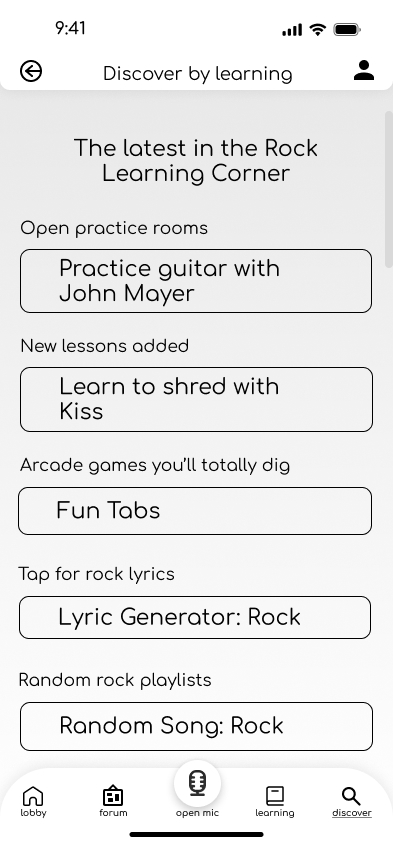 9:41
Discover by learning
The latest in the Rock
Learning Corner
Open practice rooms
Practice guitar with
John Mayer
New lessons added
Learn to shred with
Kiss
Arcade games you’ll totally dig
Fun Tabs
Tap for rock lyrics
Lyric Generator: Rock
Random rock playlists
Random Song: Rock
lobby forum open mic learning discover